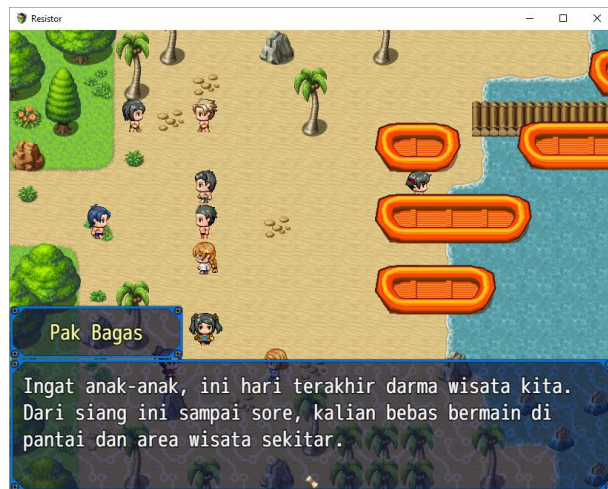 Resistor
Pak Bagas
Ingat anak-anak, ini hari terakhir darma wisata kita.
Dari siang ini sampai sore, kalian bebas bermain di
pantai dan area wisata sekitar.